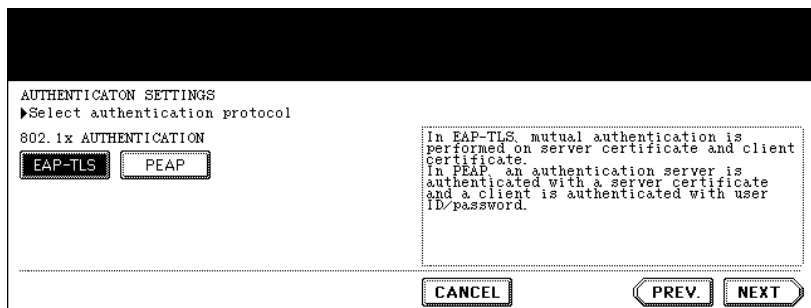 AUTHENTICATON SETTINGS
▶Select authentication protocol
802.1x AUTHENTICATION
EAP-TLS PEAP
In EAP-TLS, mutual authentication is
performed on server certificate and client
certificate.
In PEAP, an authentication server is
authenticated with a server certificate
and a client is authenticated with user
ID/password.
CANCEL PREV. NEXT